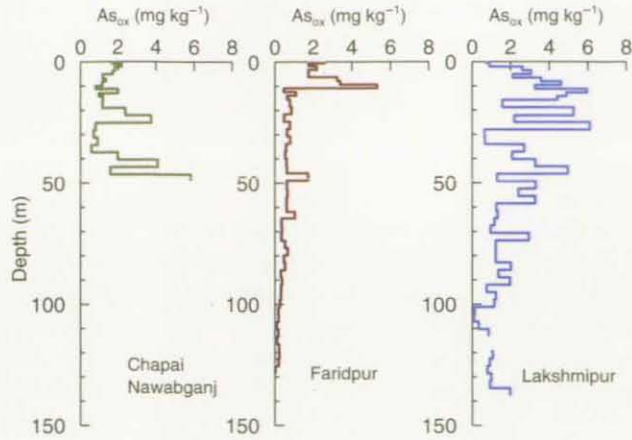 As_ox (mg kg⁻¹) As_ox (mg kg⁻¹) As_ox (mg kg⁻¹)
0 2 4 6 8 0 2 4 6 8 0 2 4 6 8
0 0 0
50 50 50
100 100 100
150 150 150
Depth (m)
Chapai
Nawabganj
Faridpur
Lakshmipur